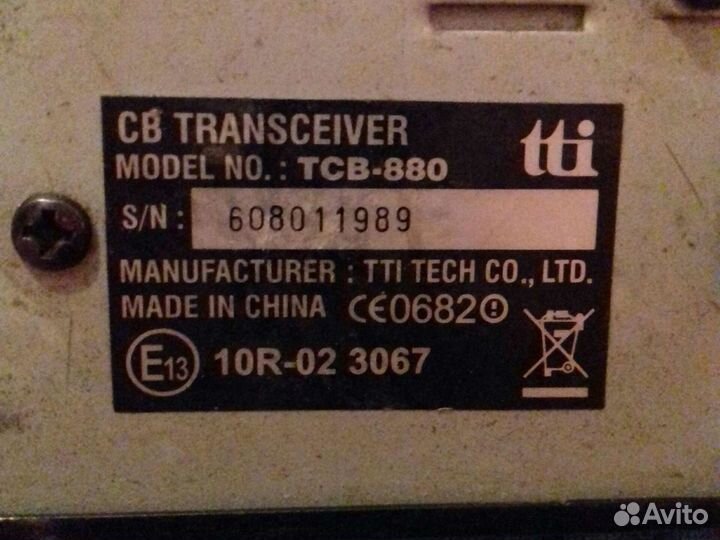 CB TRANSCEIVER
tti
MODEL NO.: TCB-880
S/N : 608011989
MANUFACTURER : TTI TECH CO., LTD.
MADE IN CHINA CE0682!
E13 10R-02 3067
Avito